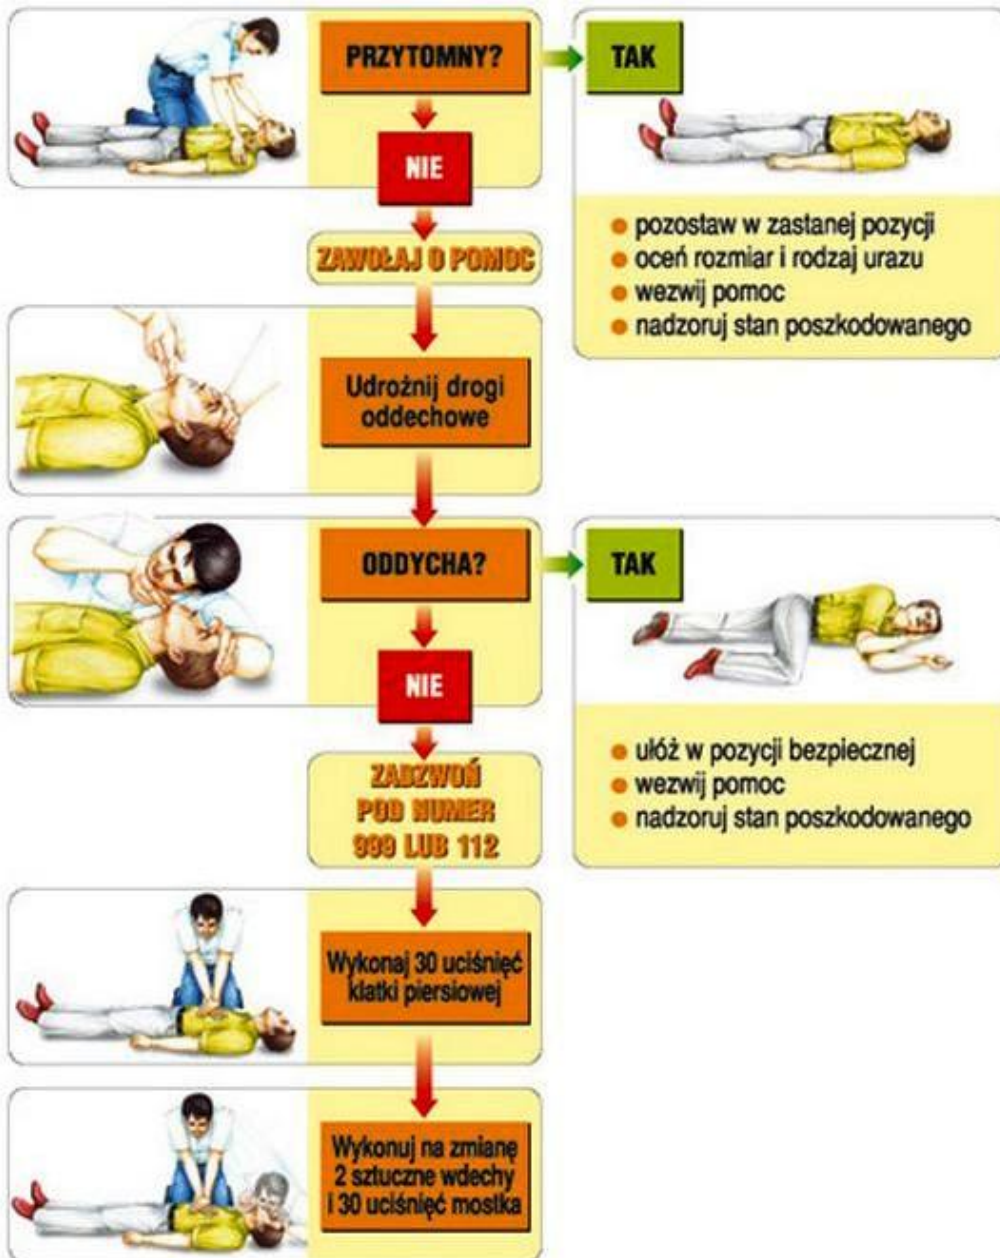 PRZYTOMNY?
TAK
NIE
ZAWOŁAJ O POMOC
pozostaw w zastanej pozycji
oceń rozmiar i rodzaj urazu
wezwij pomoc
nadzoruj stan poszkodowanego
Udrożnij drogi
oddechowe
ODDYCHA?
TAK
NIE
ułóż w pozycji bezpiecznej
wezwij pomoc
nadzoruj stan poszkodowanego
ZADZWOŃ
POD NUMER
999 LUB 112
Wykonaj 30 uciśnięć
klatki piersiowej
Wykonuj na zmianę
2 sztuczne wdechy
i 30 uciśnięć mostka